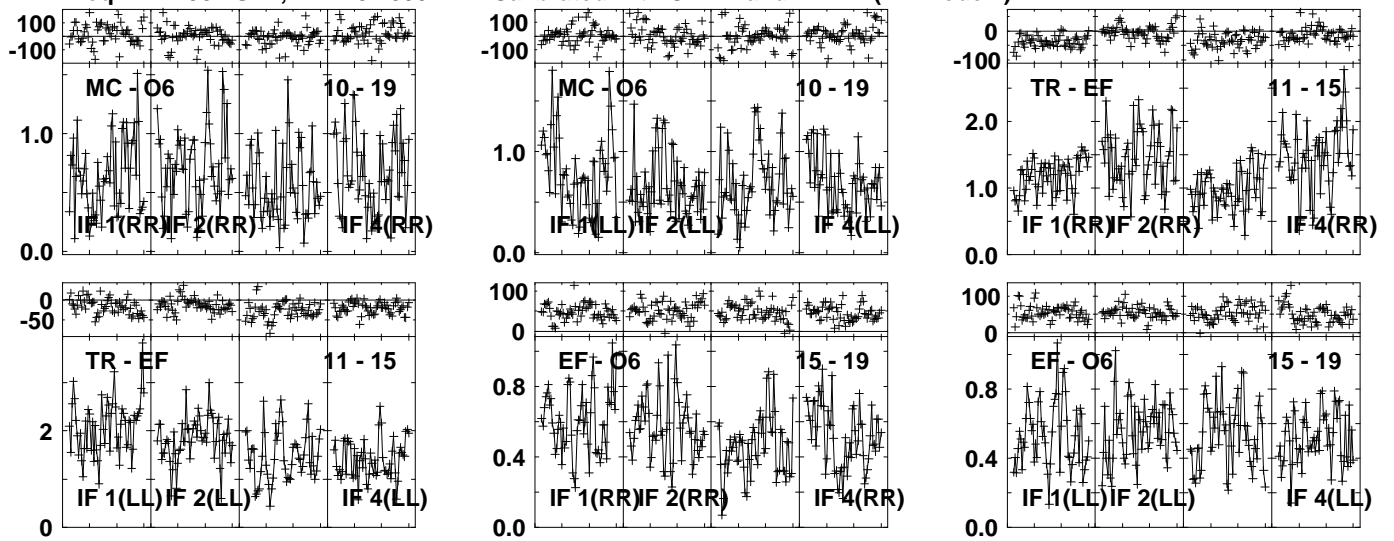 100
-100
MC - O6 10 - 19
1.0
0.0
IF 1(RR) IF 2(RR) IF 4(RR)
100
-100
MC - O6 10 - 19
1.0
0.0
IF 1(LL) IF 2(LL) IF 4(LL)
0
-100
TR - EF 11 - 15
2.0
1.0
0.0
IF 1(RR) IF 2(RR) IF 4(RR)
0
-50
TR - EF 11 - 15
2
0
IF 1(LL) IF 2(LL) IF 4(LL)
100
0
EF - O6 15 - 19
0.8
0.4
0.0
IF 1(RR) IF 2(RR) IF 4(RR)
100
0
EF - O6 15 - 19
0.8
0.4
0.0
IF 1(LL) IF 2(LL) IF 4(LL)